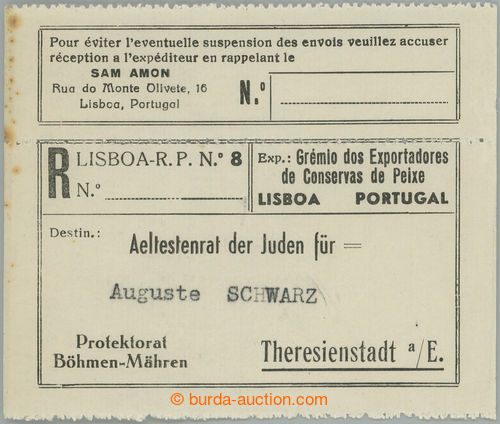 Pour éviter l'eventuelle suspension des envois veuillez accuser
réception a l'expéditeur en rappelant le
SAM AMON
Rua do Monte Olivete, 16
Lisboa, Portugal
N.º
R LISBOA-R. P. N.º 8
N.º
Exp.: Grémio dos Exportadores
de Conservas de Peixe
LISBOA PORTUGAL
Destin.:
Aeltestenrat der Juden für =
Auguste SCHWARZ
Protektorat
Böhmen-Mähren
Theresienstadt a/E.
© burda-auction.com